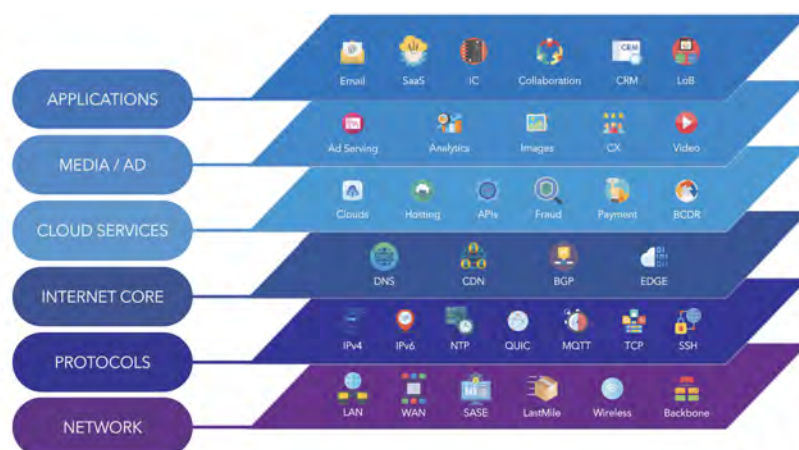 APPLICATIONS
Email SaaS IC Collaboration CRM LoB
MEDIA / AD
Ad Serving Analytics Images CX Video
CLOUD SERVICES
Clouds Hosting APIs Fraud Payment BCDR
INTERNET CORE
DNS CDN BGP EDGE
PROTOCOLS
IPv4 IPv6 NTP QUIC MQTT TCP SSH
NETWORK
LAN WAN SASE LastMile Wireless Backbone